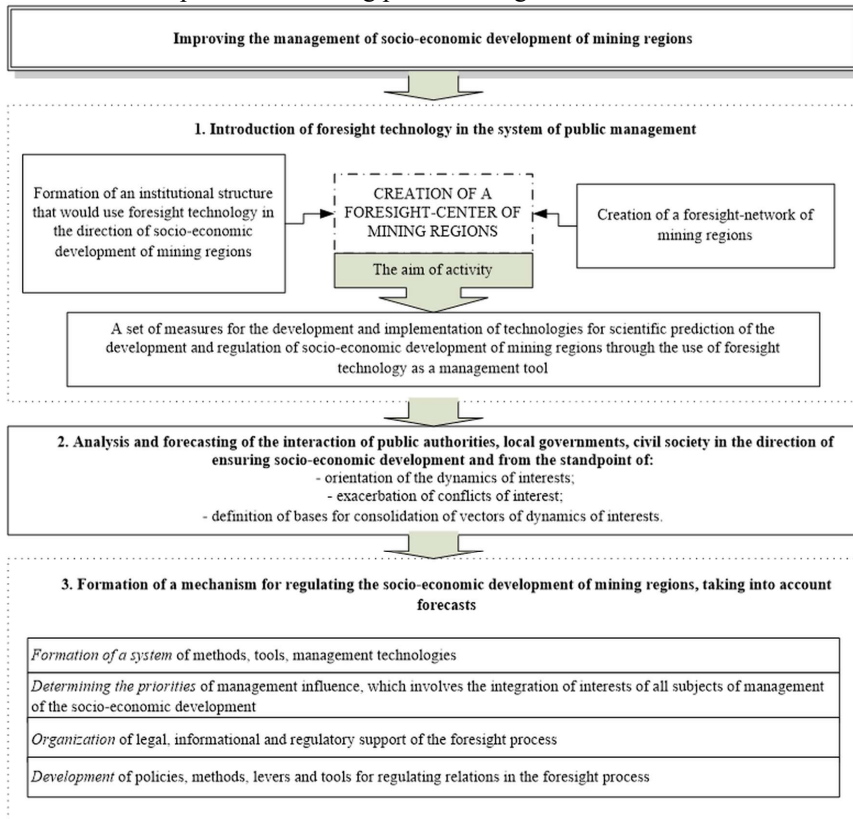 Improving the management of socio-economic development of mining regions
1. Introduction of foresight technology in the system of public management
Formation of an institutional structure
that would use foresight technology in
the direction of socio-economic
development of mining regions
CREATION OF A
FORESIGHT-CENTER OF
MINING REGIONS
Creation of a foresight-network of
mining regions
The aim of activity
A set of measures for the development and implementation of technologies for scientific prediction of the
development and regulation of socio-economic development of mining regions through the use of foresight
technology as a management tool
2. Analysis and forecasting of the interaction of public authorities, local governments, civil society in the direction of
ensuring socio-economic development and from the standpoint of:
- orientation of the dynamics of interests;
- exacerbation of conflicts of interest;
- definition of bases for consolidation of vectors of dynamics of interests.
3. Formation of a mechanism for regulating the socio-economic development of mining regions, taking into account
forecasts
Formation of a system of methods, tools, management technologies
Determining the priorities of management influence, which involves the integration of interests of all subjects of management
of the socio-economic development
Organization of legal, informational and regulatory support of the foresight process
Development of policies, methods, levers and tools for regulating relations in the foresight process